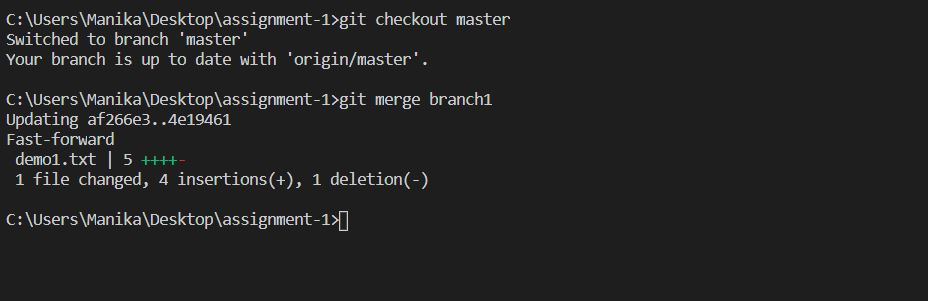 C:\Users\Manika\Desktop\assignment-1>git checkout master
Switched to branch 'master'
Your branch is up to date with 'origin/master'.
C:\Users\Manika\Desktop\assignment-1>git merge branch1
Updating af266e3..4e19461
Fast-forward
 demo1.txt | 5 ++++-
 1 file changed, 4 insertions(+), 1 deletion(-)
C:\Users\Manika\Desktop\assignment-1>